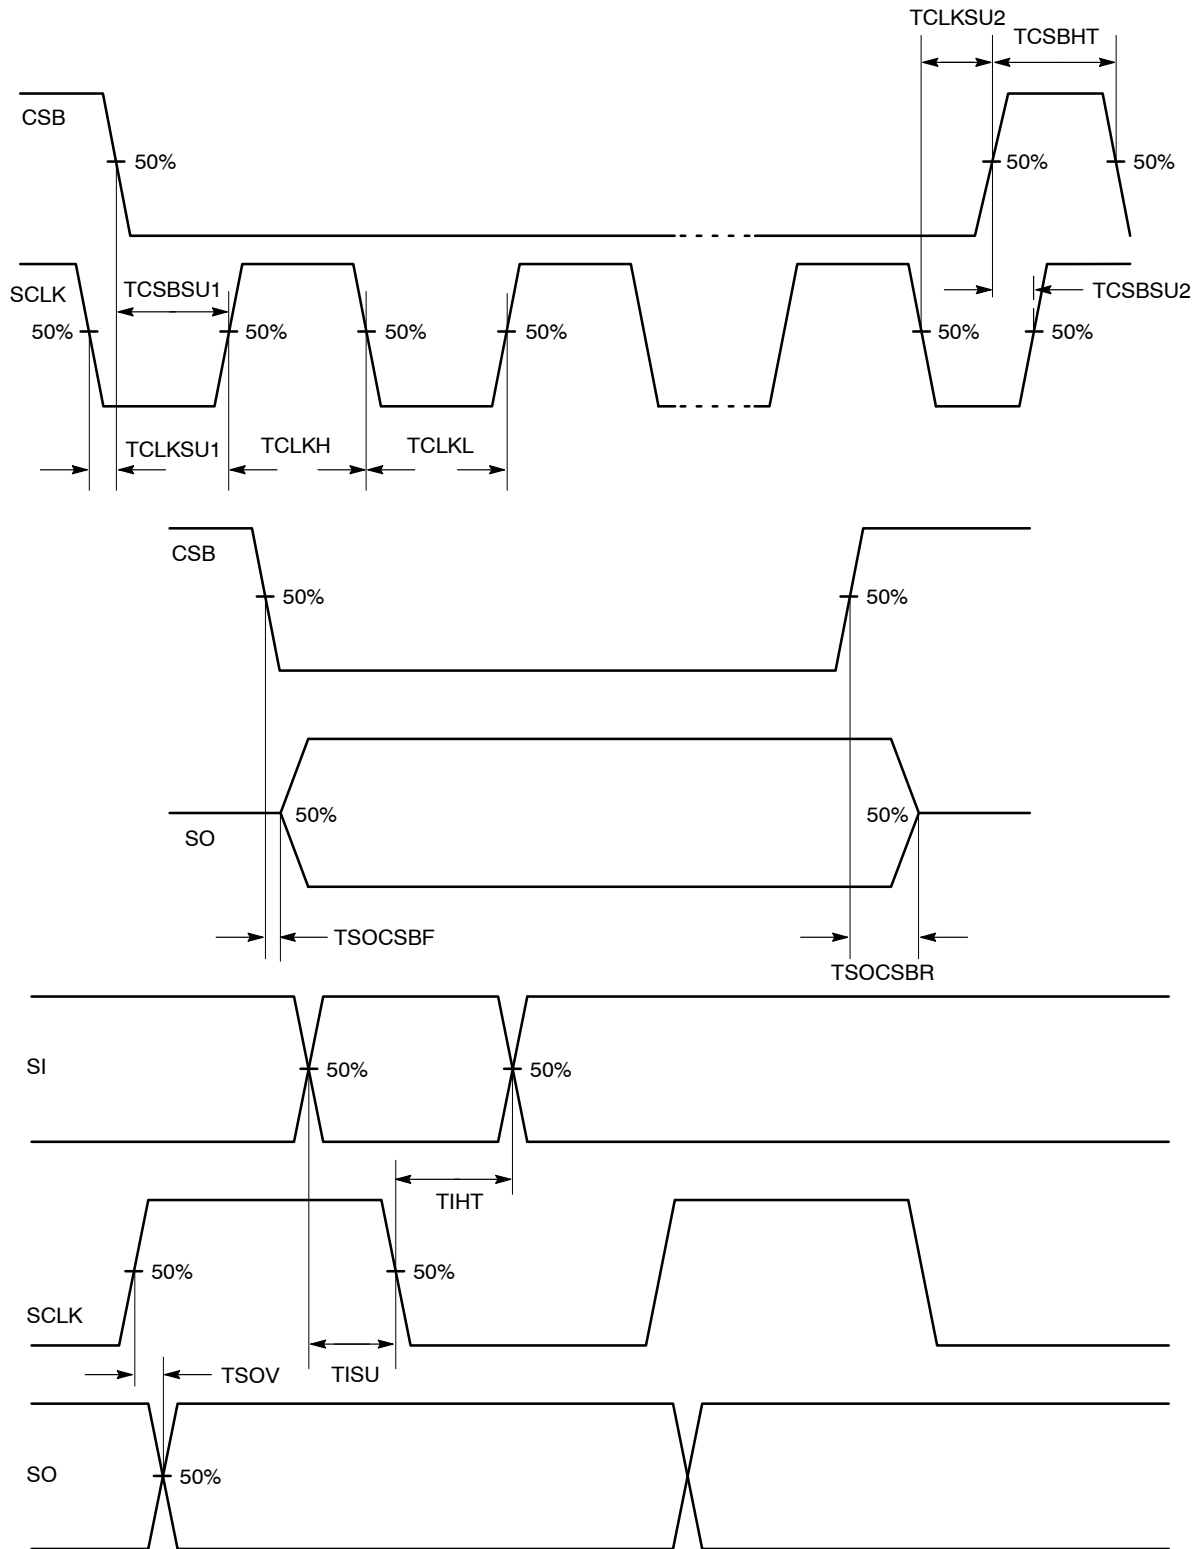 TCLKSU2
TCSBHT
CSB
50%
50%
50%
SCLK
TCSBSU1
TCSBSU2
50%
50%
50%
50%
50%
50%
TCLKSU1
TCLKH
TCLKL
CSB
50%
50%
50%
50%
SO
TSOCSBF
TSOCSBR
SI
50%
50%
TIHT
50%
50%
SCLK
TSOV
TISU
SO
50%